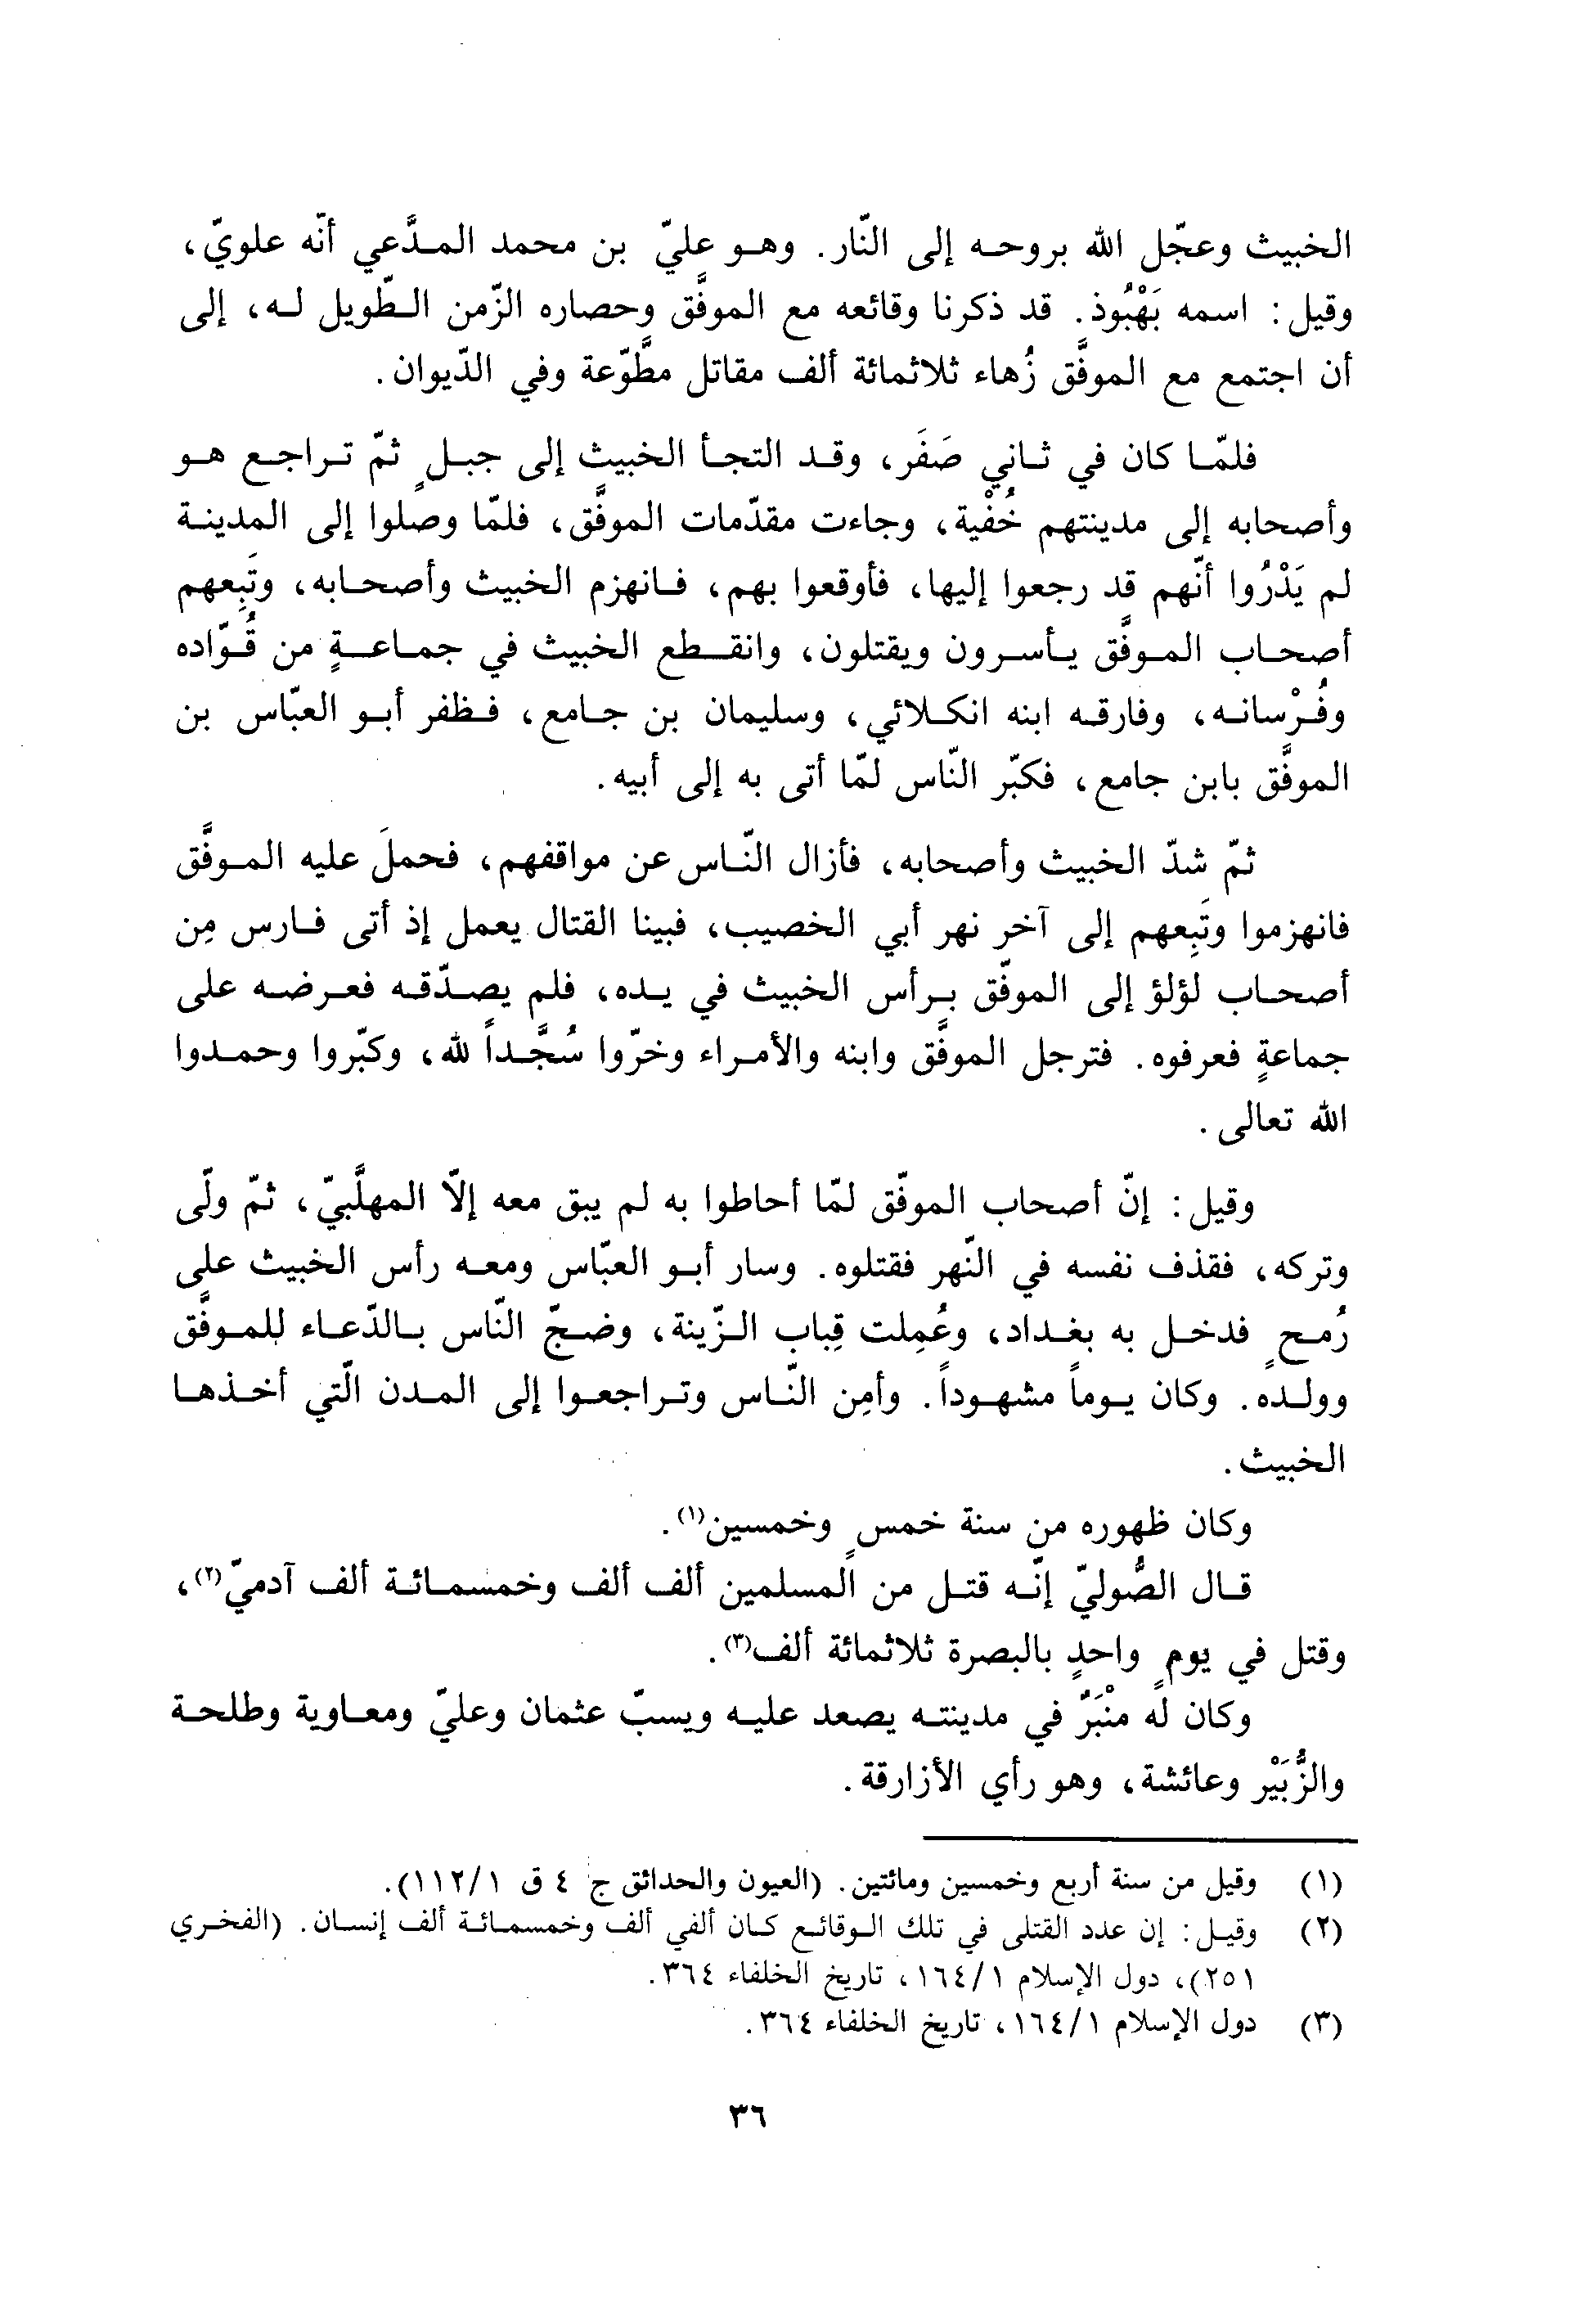 الخبيث وعجّل الله بروحه إلى النّار. وهو عليّ بن محمد المدَّعي أنّه علويّ،
وقيل: اسمه بَهْبُوذ. قد ذكرنا وقائعه مع الموفَّق وحصاره الزّمن الطّويل له، إلى
أن اجتمع مع الموفَّق زُهاء ثلاثمائة ألف مقاتل مطَّوّعة وفي الدّيوان.
فلمّا كان في ثاني صَفَر، وقد التجأ الخبيث إلى جبلٍ ثمّ تراجع هو
وأصحابه إلى مدينتهم خُفْية، وجاءت مقدّمات الموفَّق، فلمّا وصلوا إلى المدينة
لم يَدْرُوا أنّهم قد رجعوا إليها، فأوقعوا بهم، فانهزم الخبيث وأصحابه، وتَبِعهم
أصحاب الموفَّق يأسرون ويقتلون، وانقطع الخبيث في جماعةٍ من قُوّاده
وفُرْسانه، وفارقه ابنه انكلائي، وسليمان بن جامع، فظفر أبو العبّاس بن
الموفَّق بابن جامع، فكبّر النّاس لمّا أتى به إلى أبيه.
ثمّ شدّ الخبيث وأصحابه، فأزال النّاس عن مواقفهم، فحملَ عليه الموفَّق
فانهزموا وتَبِعهم إلى آخر نهر أبي الخصيب، فبينا القتال يعمل إذ أتى فارس مِن
أصحاب لؤلؤ إلى الموفّق برأس الخبيث في يده، فلم يصدّقه فعرضه على
جماعةٍ فعرفوه. فترجل الموفَّق وابنه والأمراء وخرّوا سُجَّداً لله، وكبّروا وحمدوا
الله تعالى.
وقيل: إنّ أصحاب الموفّق لمّا أحاطوا به لم يبق معه إلّا المهلَّبيّ، ثمّ ولّى
وتركه، فقذف نفسه في النّهر فقتلوه. وسار أبو العبّاس ومعه رأس الخبيث على
رُمحٍ فدخل به بغداد، وعُمِلت قِباب الزّينة، وضجّ النّاس بالدّعاء للموفَّق
وولده. وكان يوماً مشهوداً. وأمِن النّاس وتراجعوا إلى المدن الّتي أخذها
الخبيث.
وكان ظهوره من سنة خمسٍ وخمسين(١).
قال الصُّوليّ إنّه قتل من المسلمين ألف ألف وخمسمائة ألف آدميّ(٢)،
وقتل في يومٍ واحدٍ بالبصرة ثلاثمائة ألف(٣).
وكان له منْبَرٌ في مدينته يصعد عليه ويسبّ عثمان وعليّ ومعاوية وطلحة
والزُّبَيْر وعائشة، وهو رأي الأزارقة.
(١) وقيل من سنة أربع وخمسين ومائتين. (العيون والحدائق ج ٤ ق ١١٢/١).
(٢) وقيل: إن عدد القتلى في تلك الوقائع كان ألفي ألف وخمسمائة ألف إنسان. (الفخري
٢٥١)، دول الإسلام ١٦٤/١، تاريخ الخلفاء ٣٦٤.
(٣) دول الإسلام ١٦٤/١، تاريخ الخلفاء ٣٦٤.
٣٦